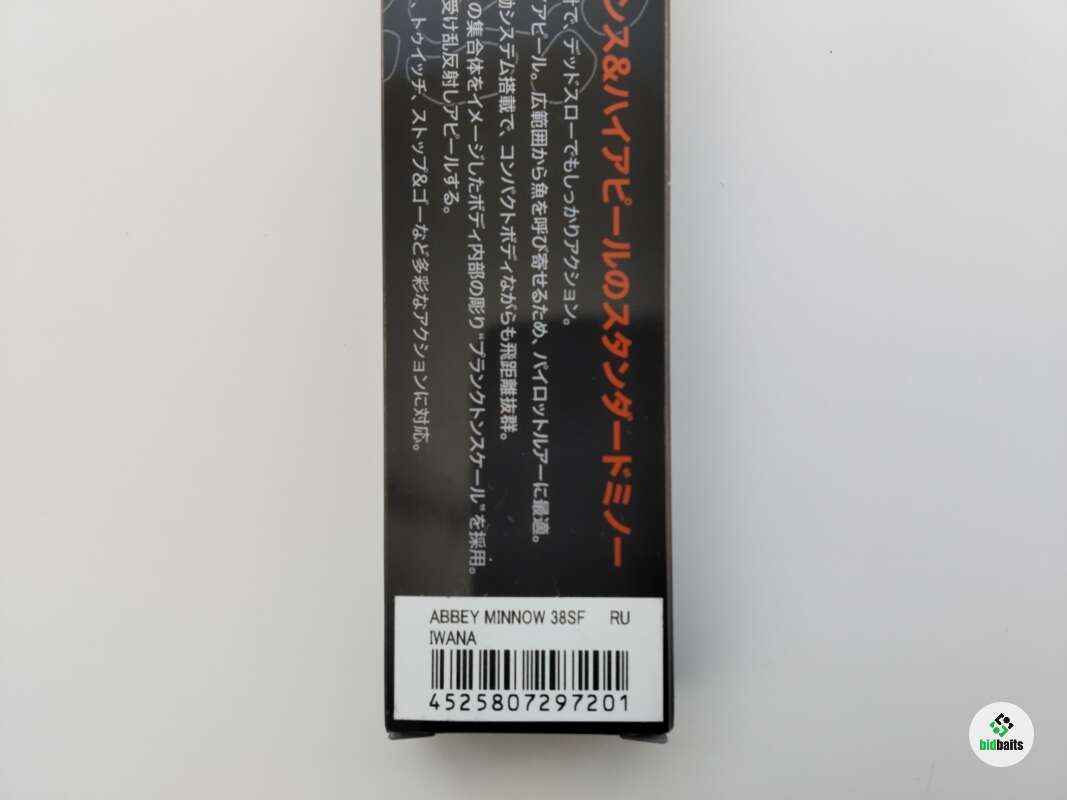 ンス&ハイアピールのスタンダードミノー
で、デッドスローでもしっかりアクション。
アピール。広範囲から魚を呼び寄せるため、パイロットルアーに最適。
動システム搭載で、コンパクトボディながらも飛距離抜群。
の集合体をイメージしたボディ内部の彫り“プランクトンスケール”を採用。
受け乱反射しアピールする。
、トゥイッチ、ストップ&ゴーなど多彩なアクションに対応。
ABBEY MINNOW 38SF RU
IWANA
4525807297201
bidbaits